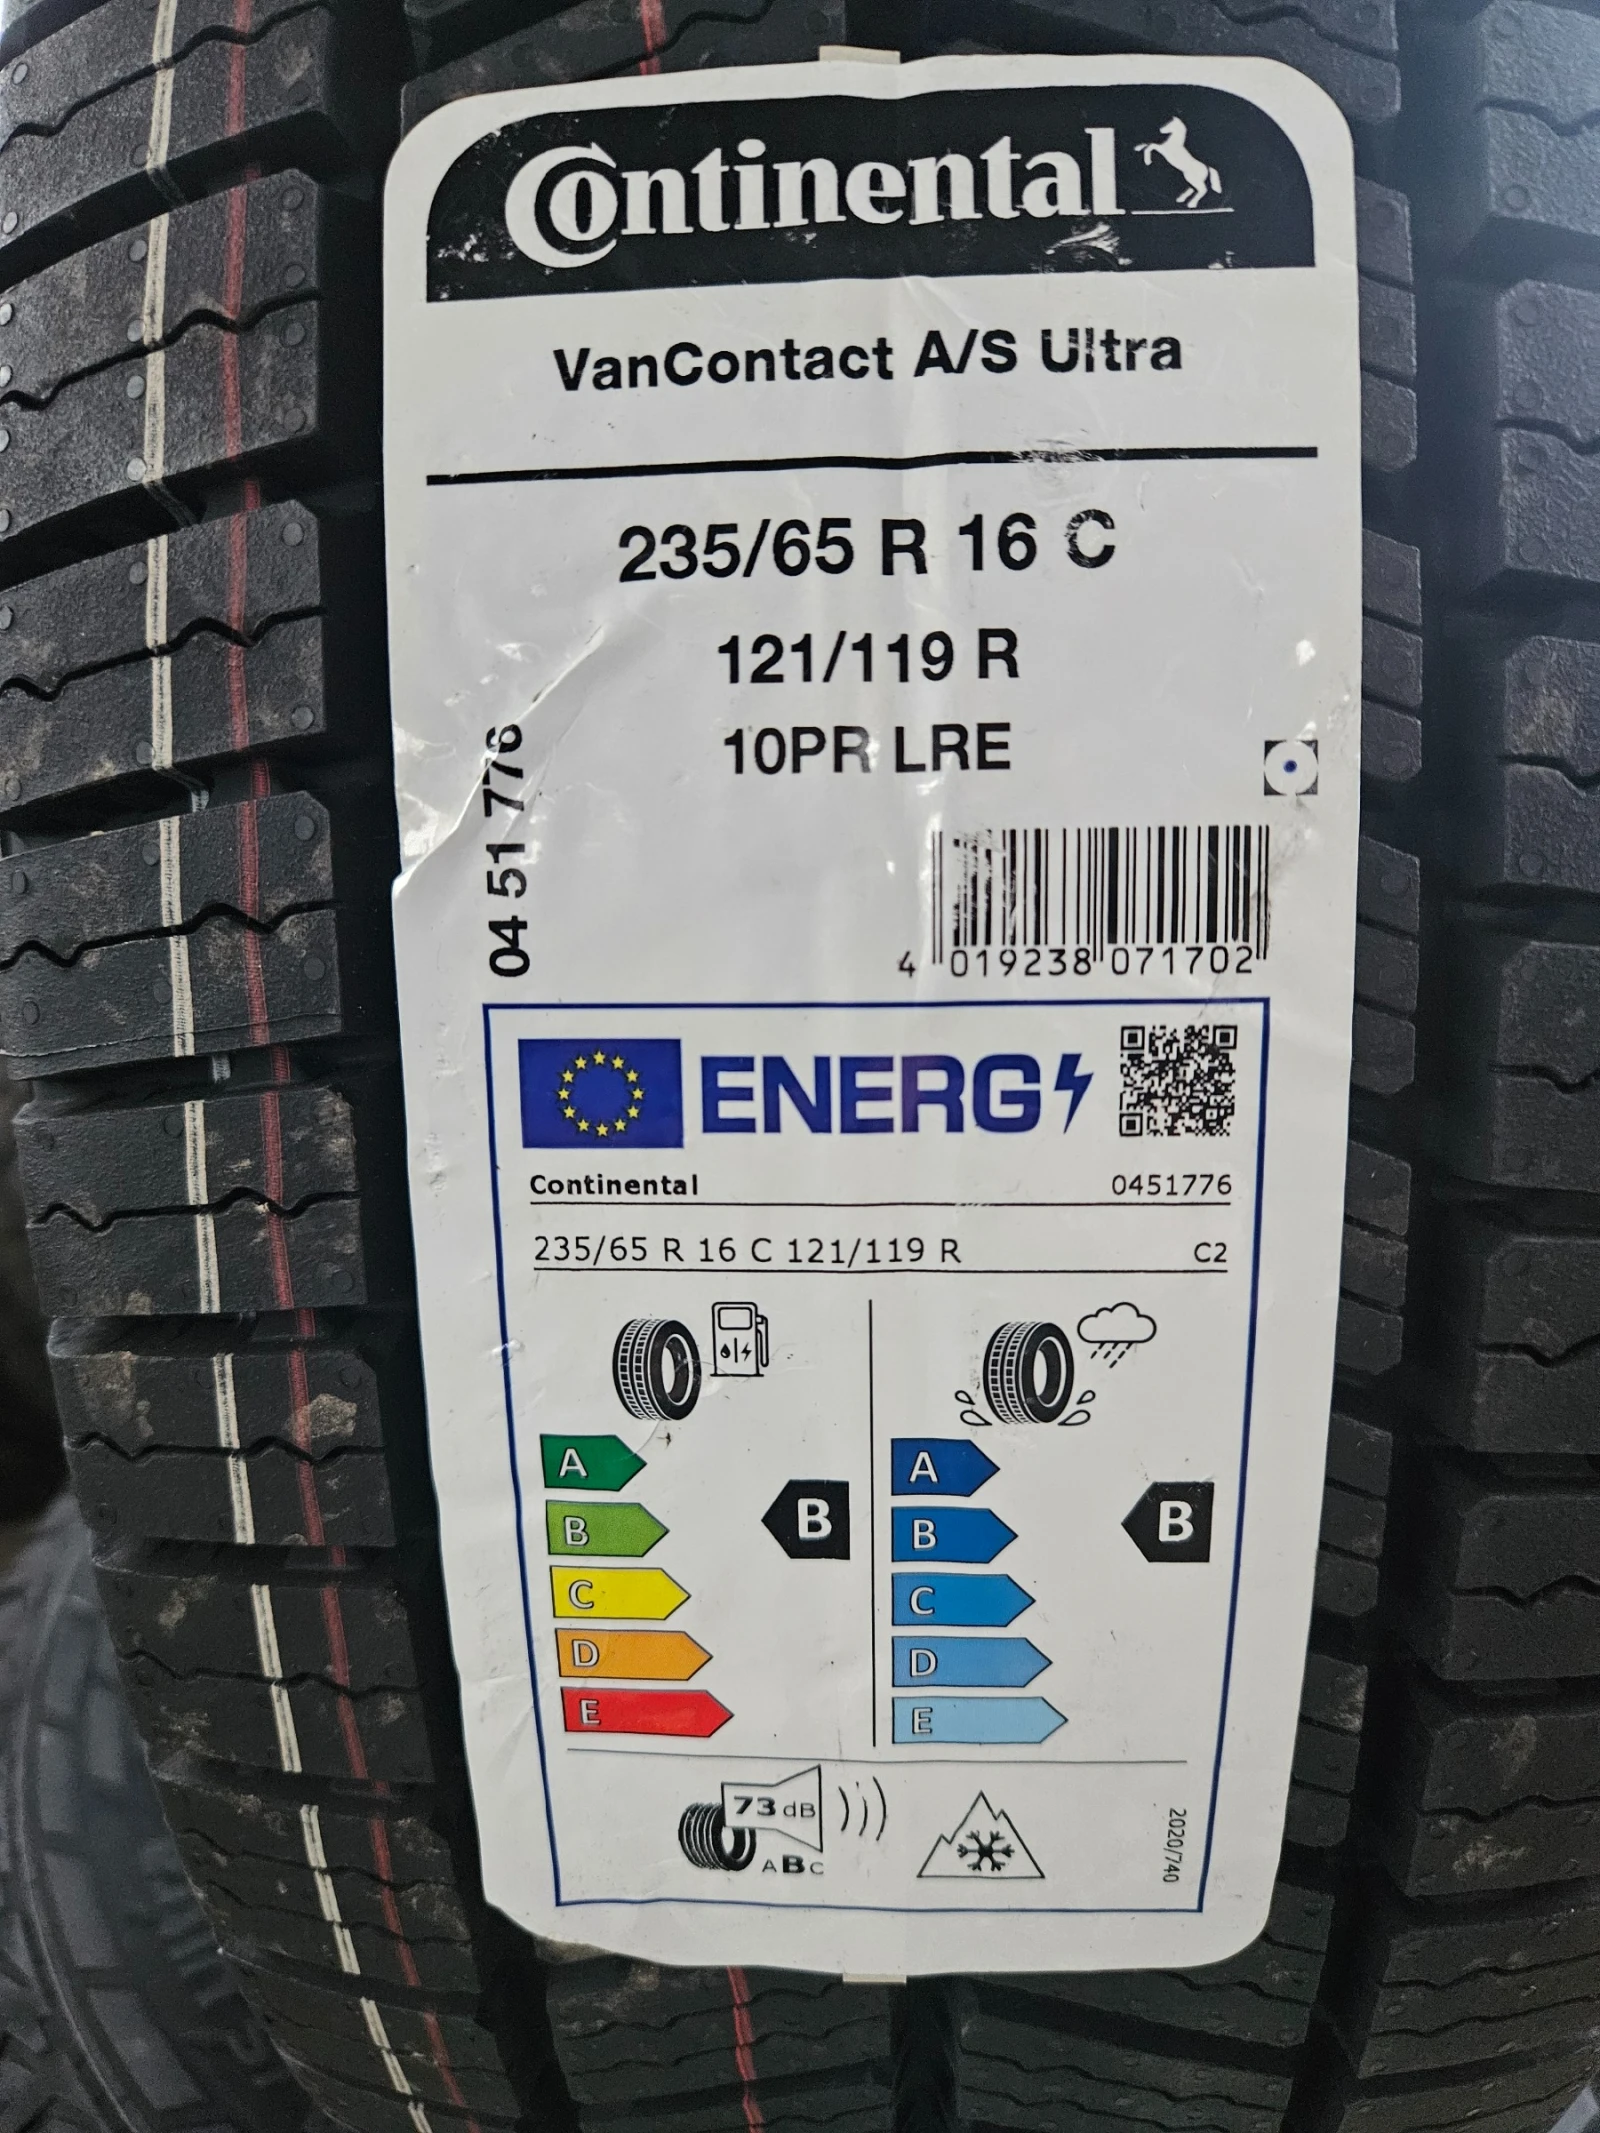 Continental
VanContact A/S Ultra
235/65 R 16 C
121/119 R
10PR LRE
04 51 776
4 019238 071702
ENERG
Continental 0451776
235/65 R 16 C 121/119 R C2
A
B
C
D
E
B
A
B
C
D
E
B
73 dB
ABC
2020/740